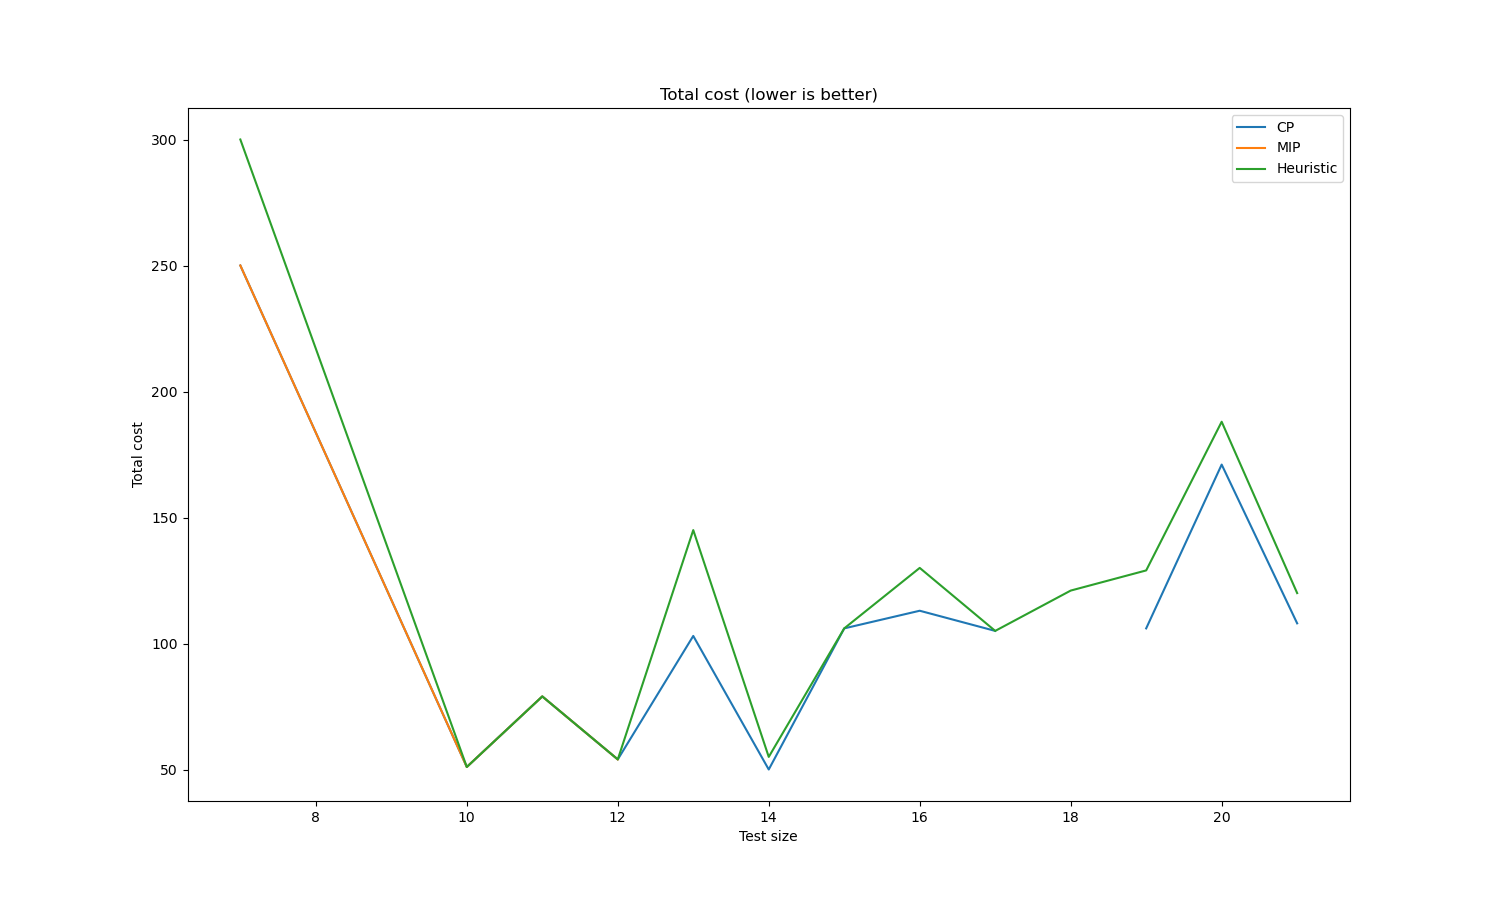 Total cost (lower is better)
CP
MIP
Heuristic
300
250
200
150
100
50
Total cost
8 10 12 14 16 18 20
Test size